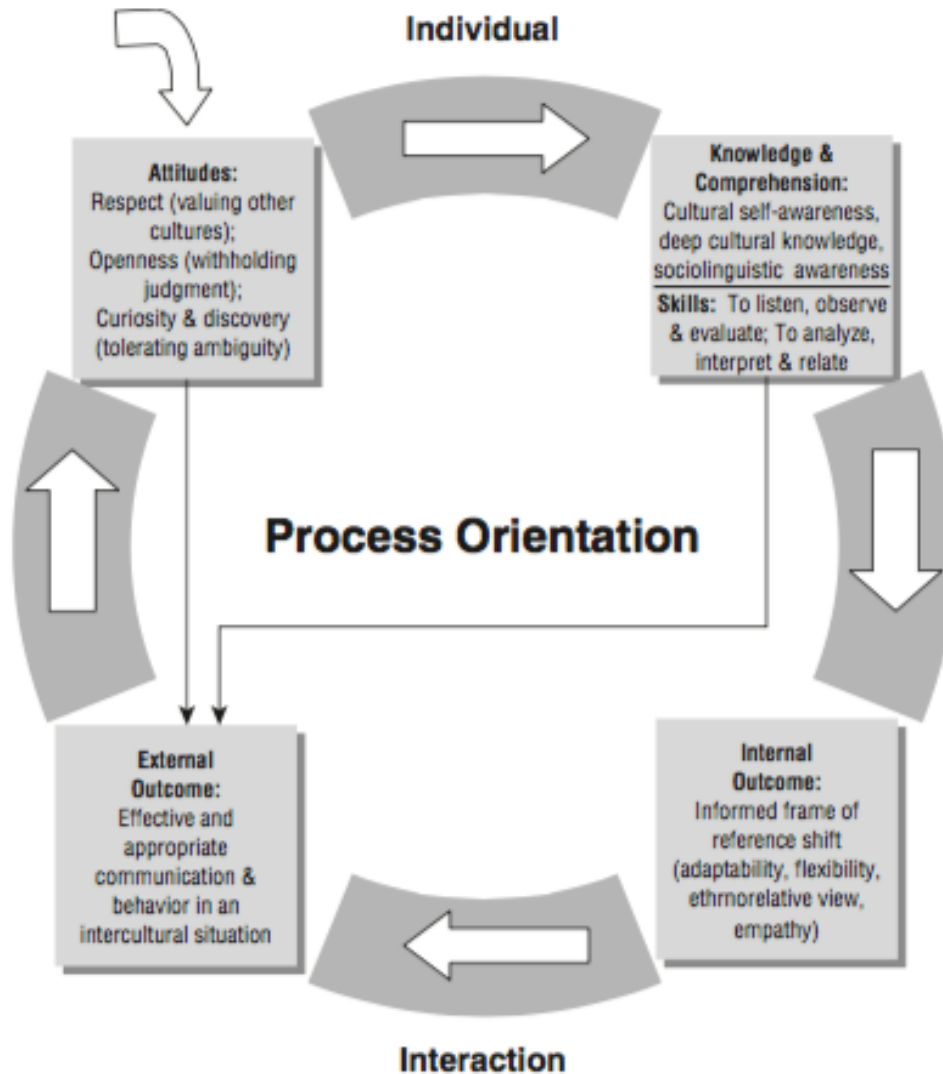 Individual
Attitudes:
Respect (valuing other
cultures);
Openness (withholding
judgment);
Curiosity & discovery
(tolerating ambiguity)
Knowledge &
Comprehension:
Cultural self-awareness,
deep cultural knowledge,
sociolinguistic awareness
Skills: To listen, observe
& evaluate; To analyze,
interpret & relate
Process Orientation
External
Outcome:
Effective and
appropriate
communication &
behavior in an
intercultural situation
Internal
Outcome:
Informed frame of
reference shift
(adaptability, flexibility,
ethrnorelative view,
empathy)
Interaction